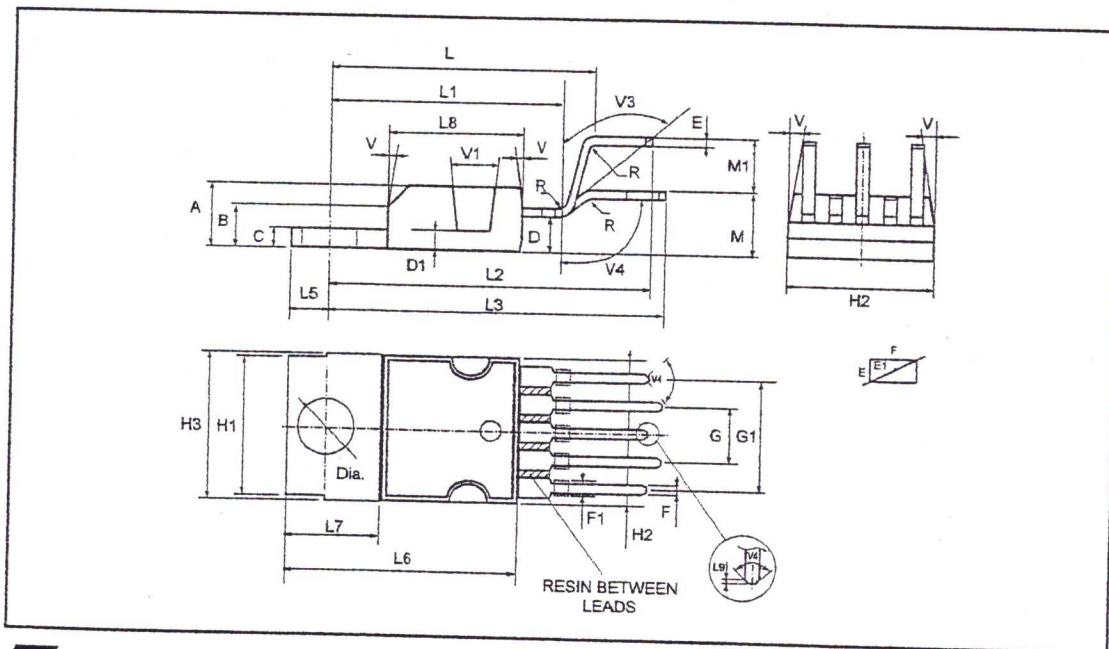 L
L1
V3
L8
E
V
V1
V
V
V
R
M1
A
B
R
C
D
R
M
D1
V4
L2
H2
L5
L3
F
E
E1
V4
H3
H1
G
G1
Dia.
F1
F
H2
L7
L6
L9
V4
RESIN BETWEEN
LEADS